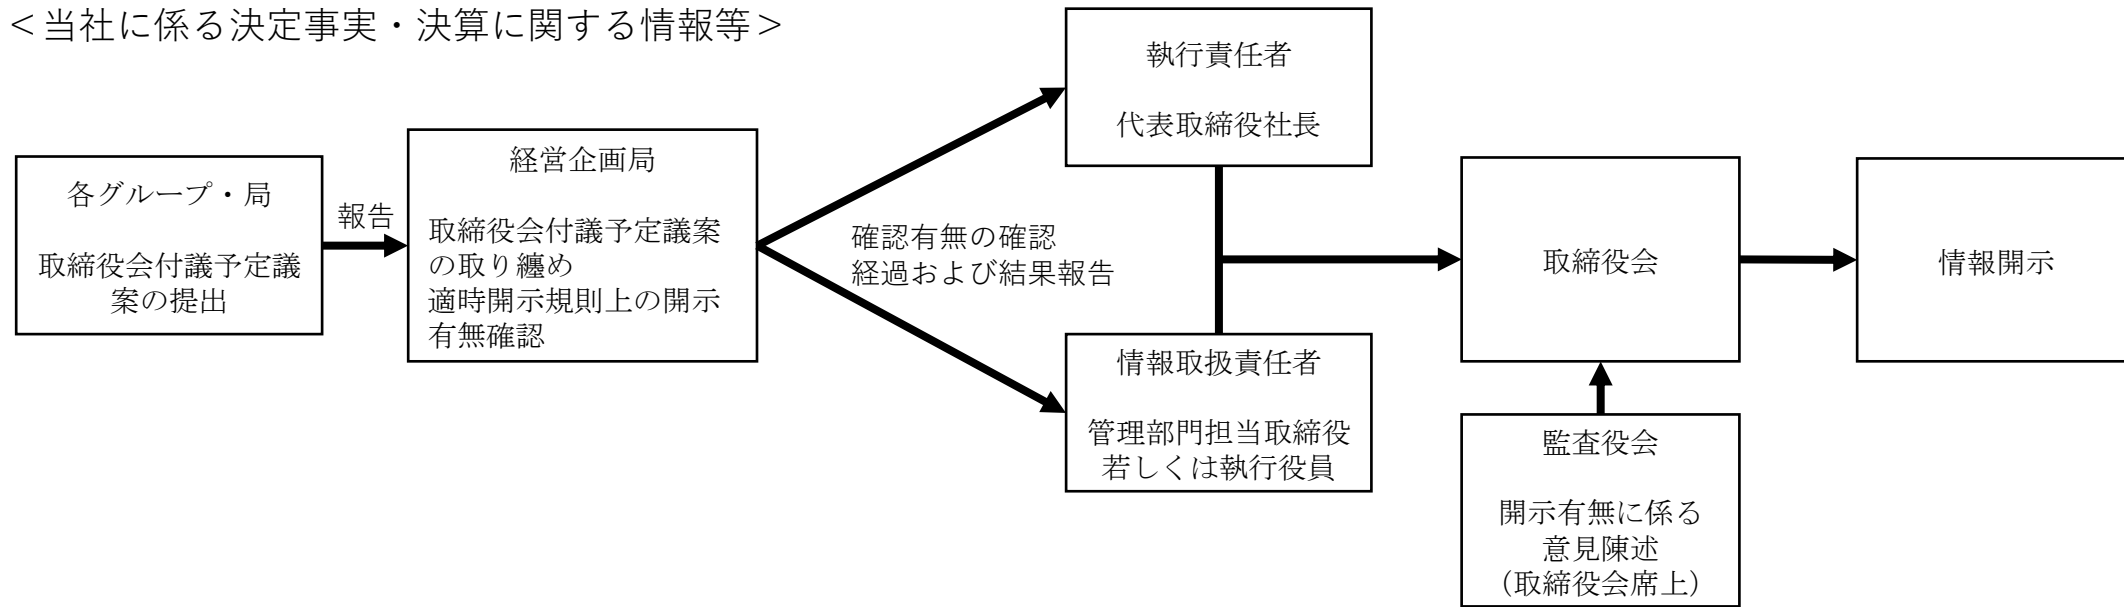 ＜当社に係る決定事実・決算に関する情報等＞
各グループ・局
取締役会付議予定議
案の提出
報告
経営企画局
取締役会付議予定議案
の取り纏め
適時開示規則上の開示
有無確認
確認有無の確認
経過および結果報告
執行責任者
代表取締役社長
情報取扱責任者
管理部門担当取締役
若しくは執行役員
取締役会
監査役会
開示有無に係る
意見陳述
（取締役会席上）
情報開示